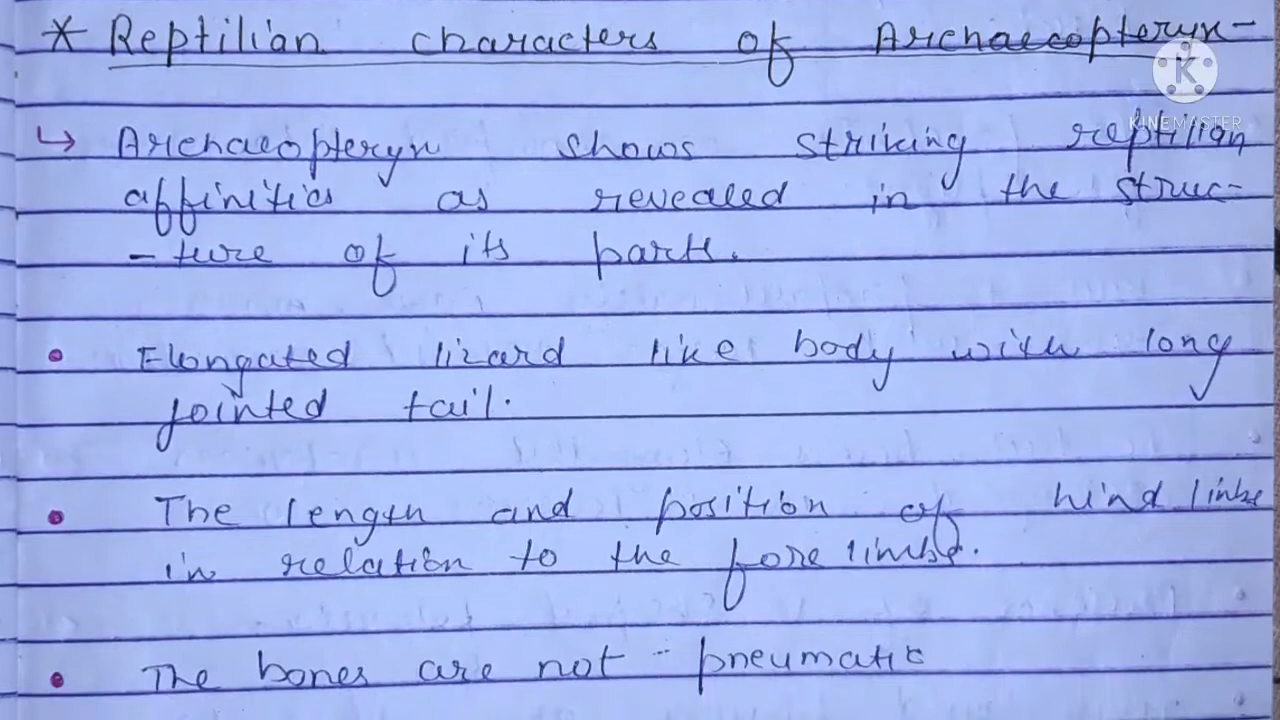 * Reptilian characters of Archaecopteryx-
K
KINEMASTER
↳ Archaeopteryx shows striking reptilian
affinities as revealed in the struc-
- ture of its parts.
• Elongated lizard like body with long
jointed tail.
• The length and position of hind limbs
in relation to the fore limbs.
• The bones are not - pneumatic